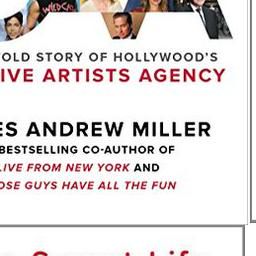 WILDCATS
OLD STORY OF HOLLYWOOD'S
IVE ARTISTS AGENCY
ES ANDREW MILLER
BESTSELLING CO-AUTHOR OF
LIVE FROM NEW YORK AND
OSE GUYS HAVE ALL THE FUN